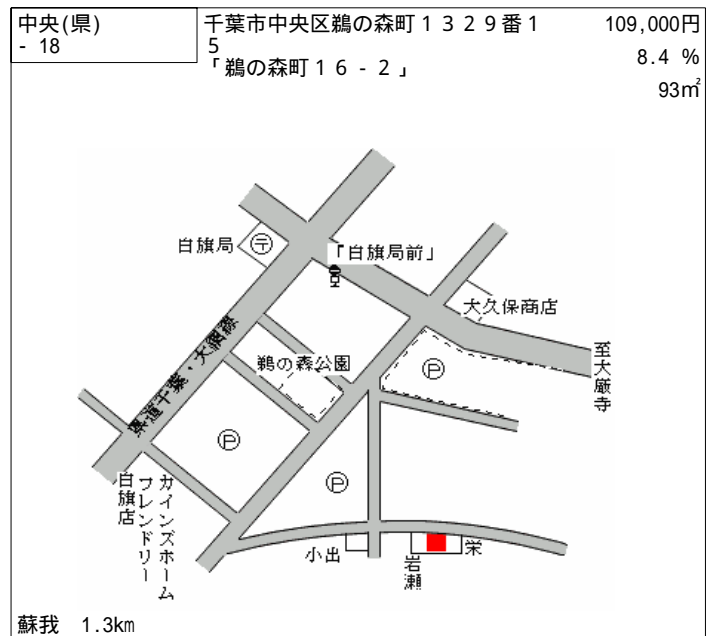 中央(県)
- 18
千葉市中央区鵜の森町１３２９番１
５
「鵜の森町１６－２」
109,000円
8.4 %
93㎡
白旗局
〒
「白旗局前」
大久保商店
至大厳寺
鵜の森公園
県道千葉・大網線
Ⓟ
Ⓟ
Ⓟ
カインズホーム
フレンドリー
白旗店
小出
岩瀬
栄
蘇我 1.3km